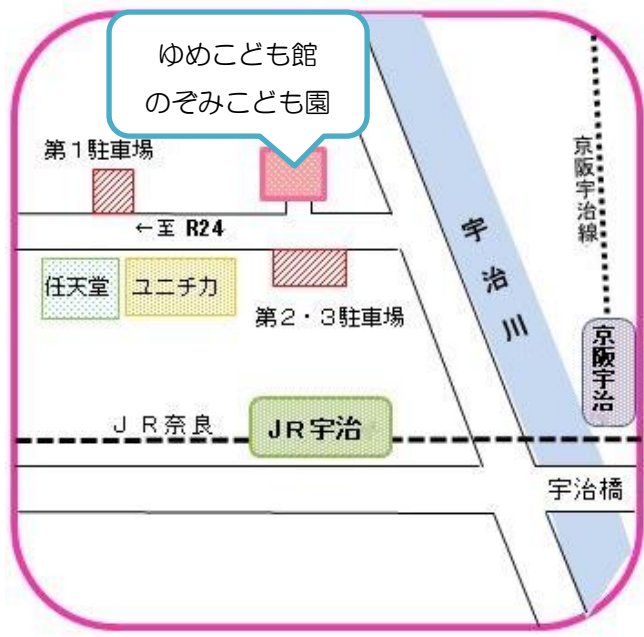 ゆめこども館
のぞみこども園
第1駐車場
←至 R24
任天堂
ユニチカ
第2・3駐車場
宇治川
京阪宇治線
京阪宇治
JR奈良
JR宇治
宇治橋